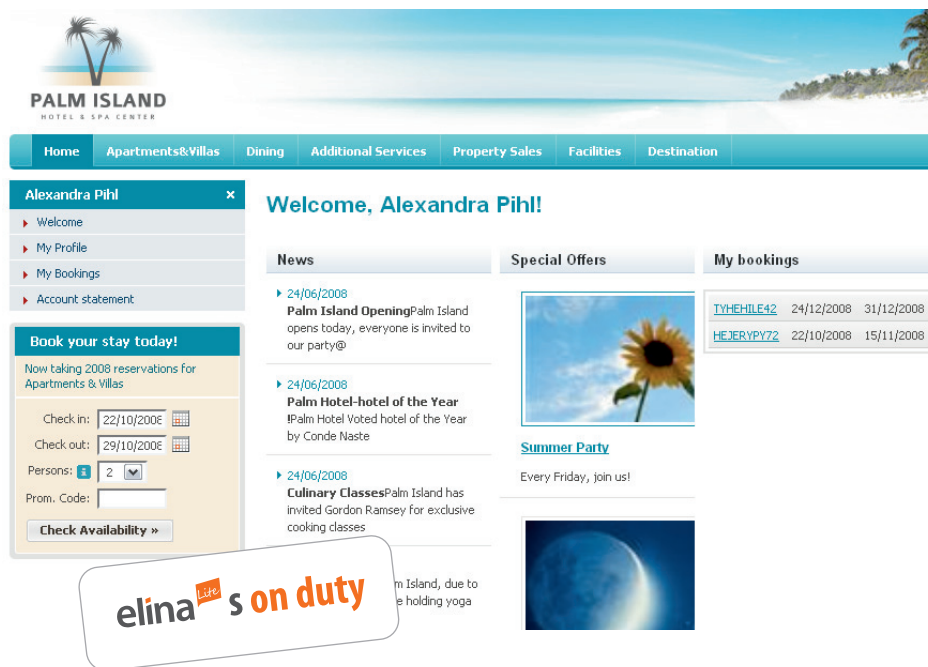 PALM ISLAND
HOTEL & SPA CENTER
Home Apartments&Villas Dining Additional Services Property Sales Facilities Destination
Alexandra Pihl ×
Welcome
My Profile
My Bookings
Account statement
Book your stay today!
Now taking 2008 reservations for
Apartments & Villas
Check in: 22/10/2008
Check out: 29/10/2008
Persons: i 2
Prom. Code:
Check Availability »
Welcome, Alexandra Pihl!
News
24/06/2008
Palm Island OpeningPalm Island
opens today, everyone is invited to
our party@
24/06/2008
Palm Hotel-hotel of the Year
!Palm Hotel Voted hotel of the Year
by Conde Naste
24/06/2008
Culinary ClassesPalm Island has
invited Gordon Ramsey for exclusive
cooking classes
m Island, due to
e holding yoga
Special Offers
Summer Party
Every Friday, join us!
My bookings
TYHEHILE42 24/12/2008 31/12/2008
HEJERYPY72 22/10/2008 15/11/2008
elina Lite s on duty